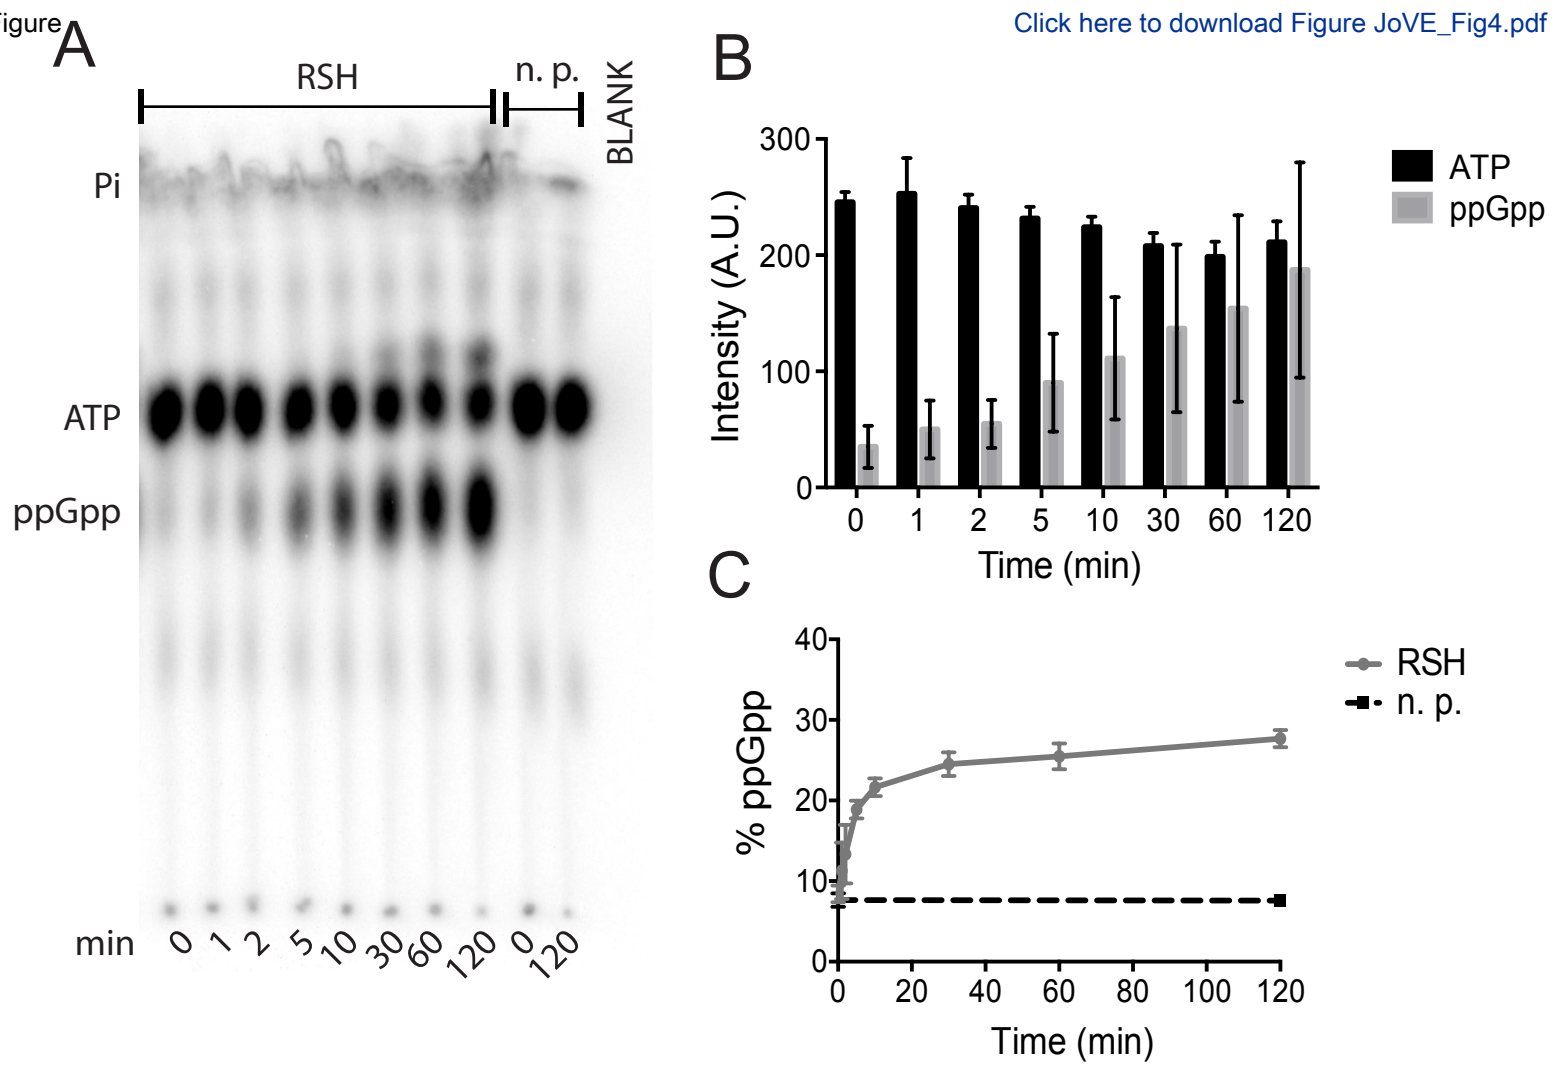 Figure
Click here to download Figure JoVE_Fig4.pdf
A
RSH
n. p.
BLANK
Pi
ATP
ppGpp
min 0 1 2 5 10 30 60 120 0 120
B
300
200
100
0
Intensity (A.U.)
0 1 2 5 10 30 60 120
Time (min)
ATP
ppGpp
C
40
30
20
10
0
% ppGpp
0 20 40 60 80 100 120
Time (min)
RSH
n. p.